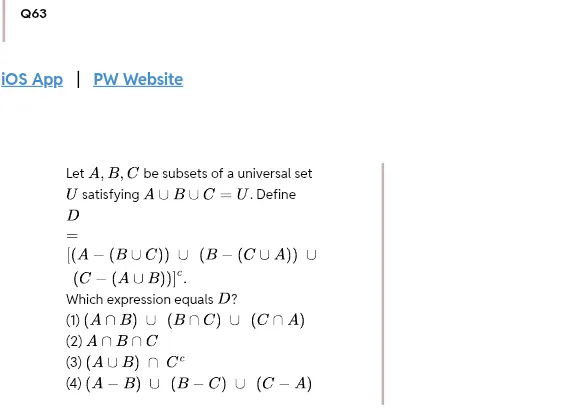 Q63
iOS App | PW Website
Let A, B, C be subsets of a universal set
U satisfying A ∪ B ∪ C = U. Define
D
=
[(A − (B ∪ C)) ∪ (B − (C ∪ A)) ∪
(C − (A ∪ B))]ᶜ.
Which expression equals D?
(1) (A ∩ B) ∪ (B ∩ C) ∪ (C ∩ A)
(2) A ∩ B ∩ C
(3) (A ∪ B) ∩ Cᶜ
(4) (A − B) ∪ (B − C) ∪ (C − A)